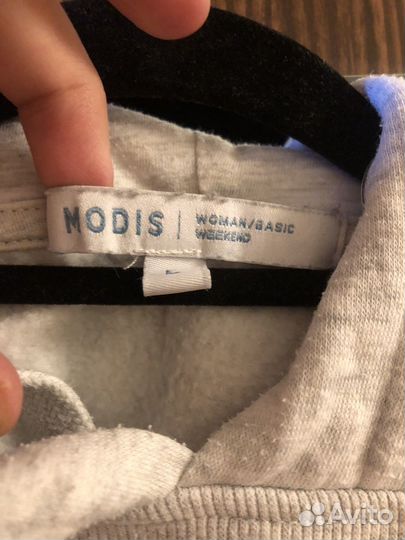 MODIS | WOMAN/BASIC
WEEKEND
L
Avito